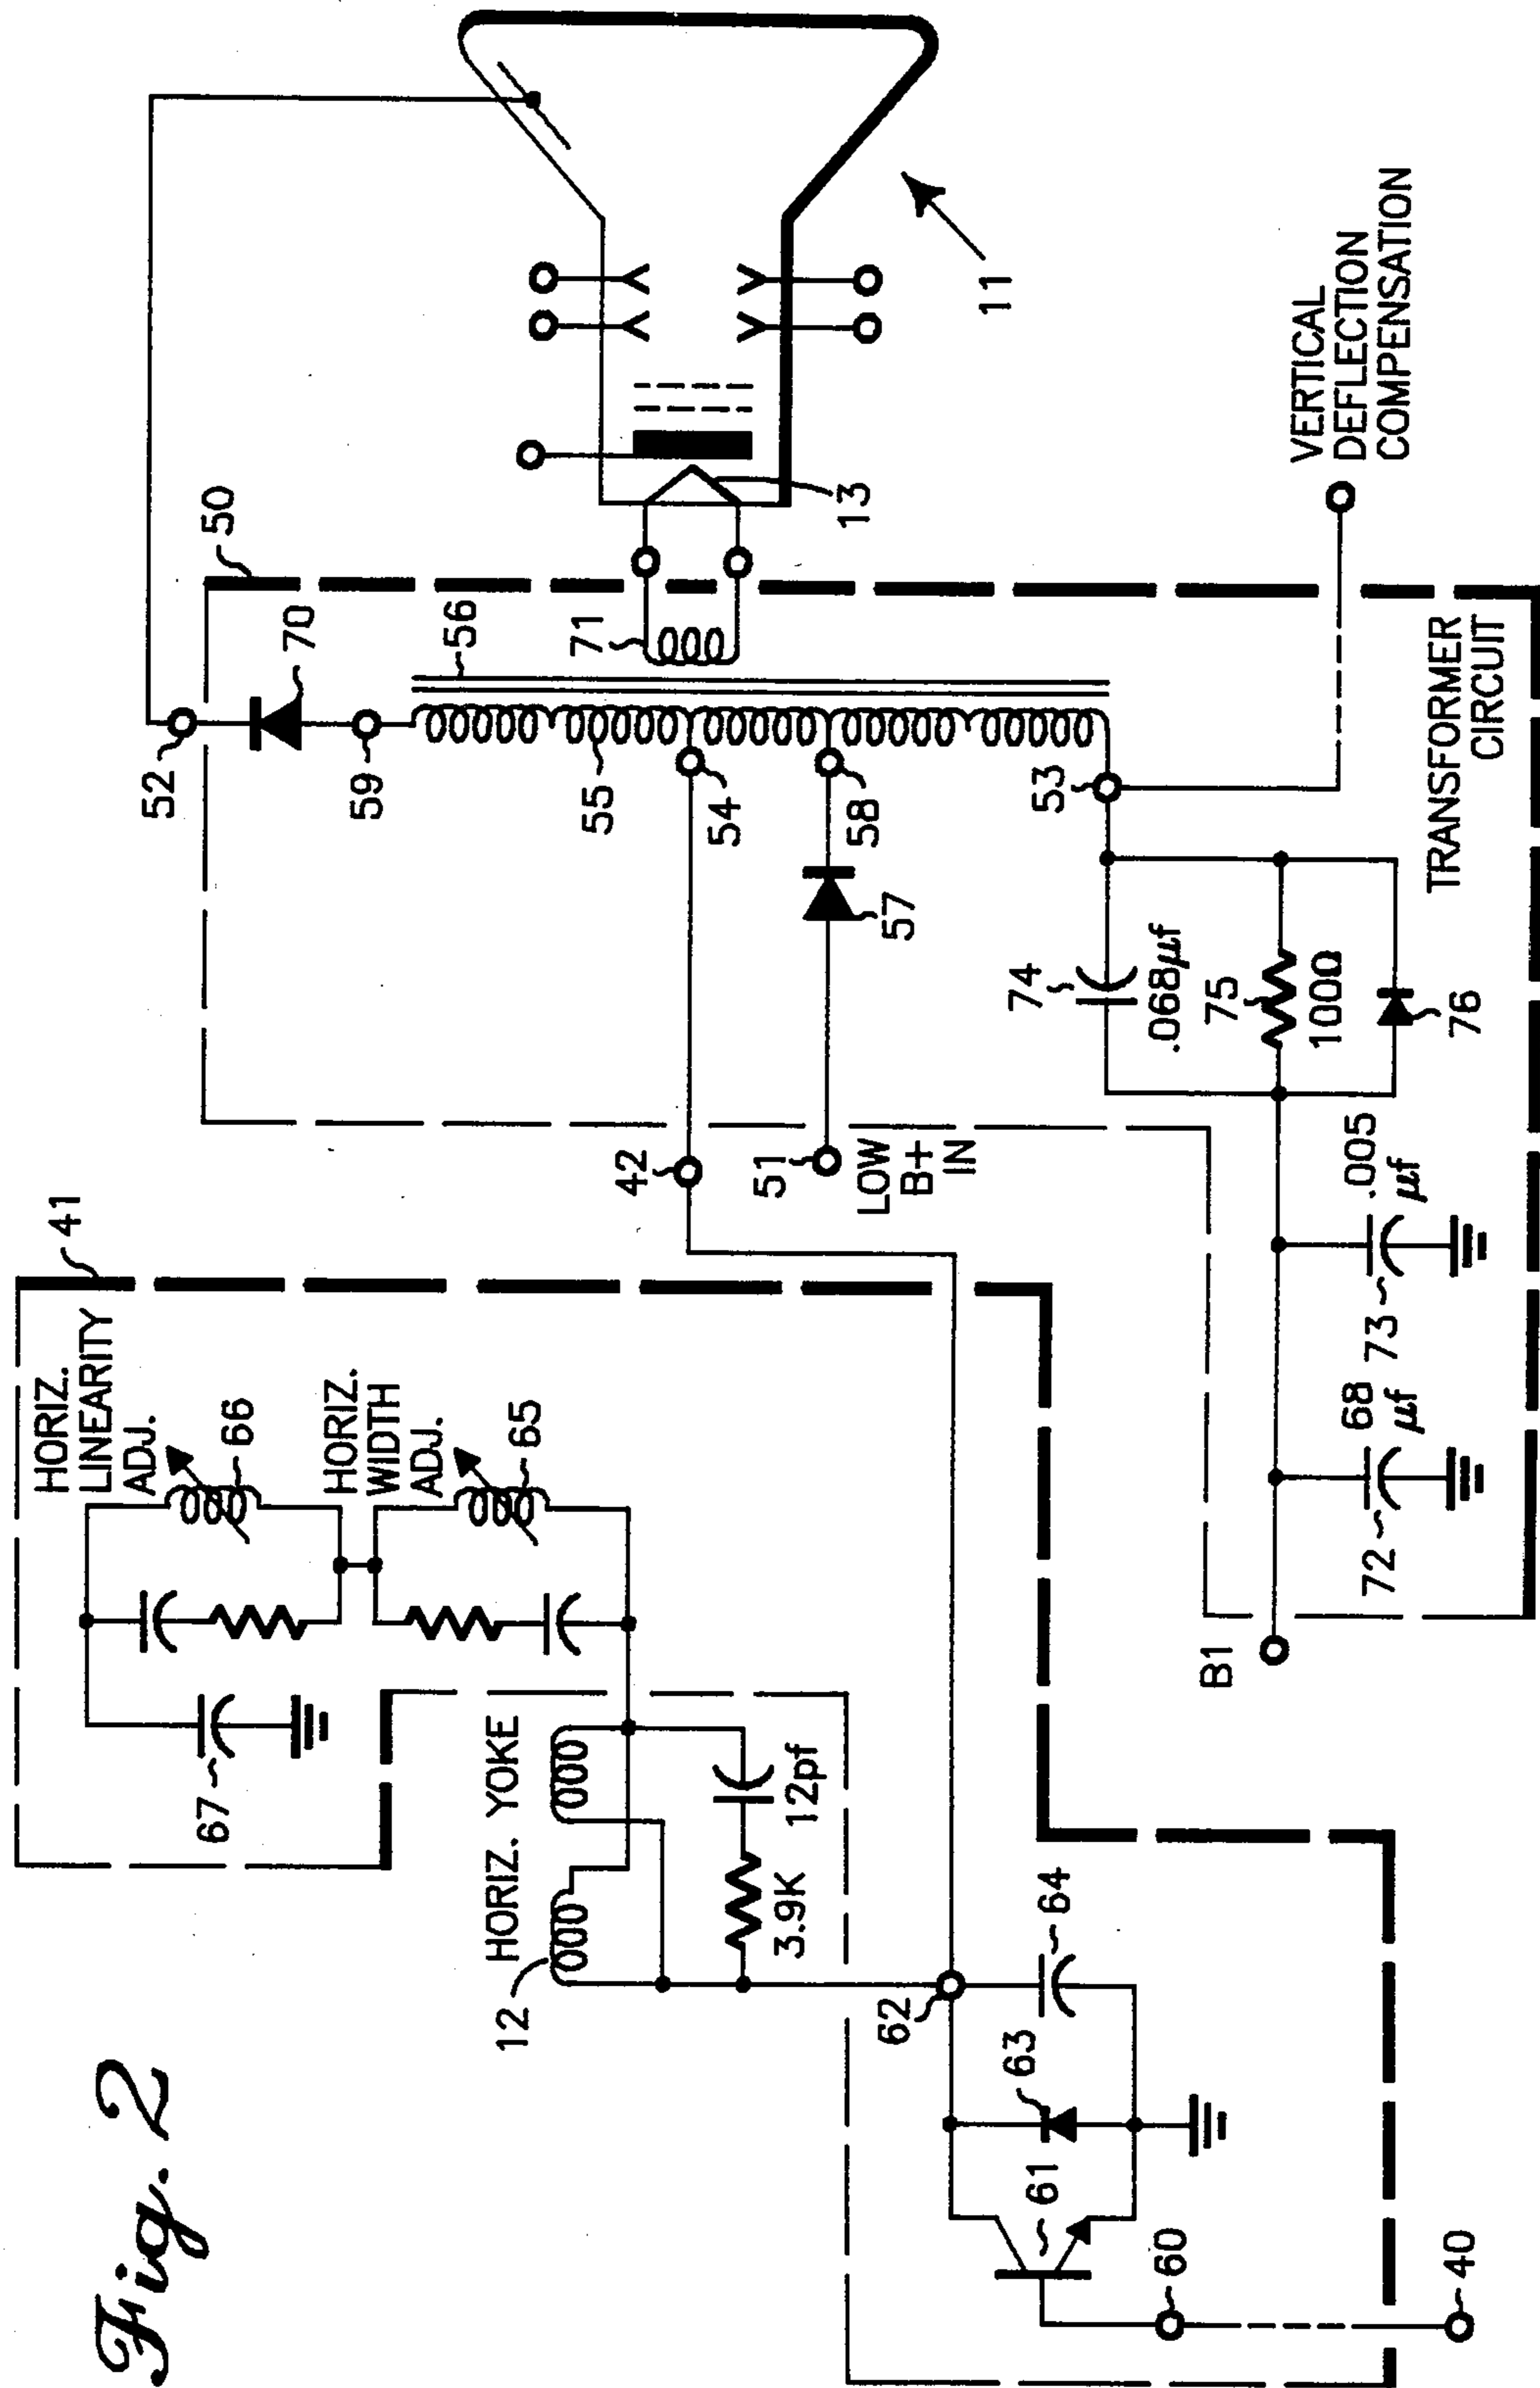 Fig. 2
HORIZ.
LINEARITY
ADJ.
66
41
HORIZ.
WIDTH
ADJ.
65
67
HORIZ. YOKE
12
3.9K
12pf
62
64
63
61
60
40
42
51
LOW
B+
IN
52
59
70
50
55
56
71
54
58
57
53
13
11
74
.068µf
75
100Ω
76
B1
72
68
µf
73
.005
µf
TRANSFORMER
CIRCUIT
VERTICAL
DEFLECTION
COMPENSATION